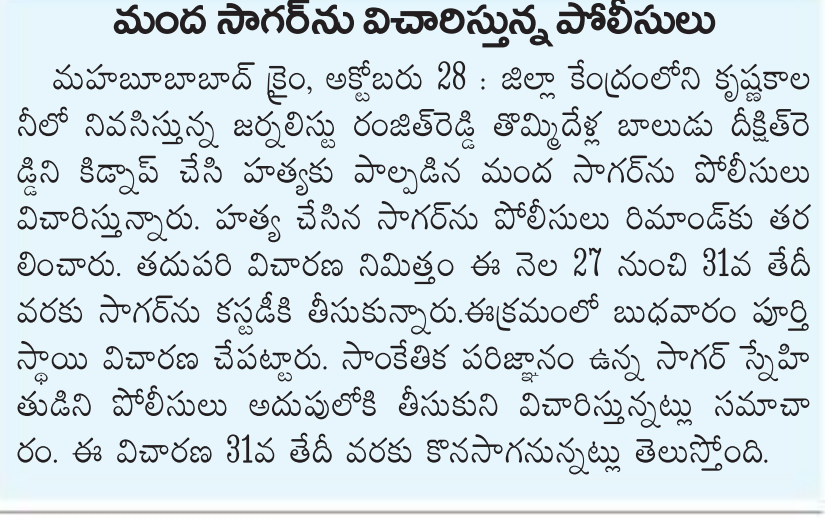 మంద సాగర్‌ను విచారిస్తున్న పోలీసులు
మహబూబాబాద్ క్రైం, అక్టోబరు 28 : జిల్లా కేంద్రంలోని కృష్ణకాల
నీలో నివసిస్తున్న జర్నలిస్టు రంజిత్‌రెడ్డి తొమ్మిదేళ్ల బాలుడు దీక్షిత్‌రె
డ్డిని కిడ్నాప్ చేసి హత్యకు పాల్పడిన మంద సాగర్‌ను పోలీసులు
విచారిస్తున్నారు. హత్య చేసిన సాగర్‌ను పోలీసులు రిమాండ్‌కు తర
లించారు. తదుపరి విచారణ నిమిత్తం ఈ నెల 27 నుంచి 31వ తేదీ
వరకు సాగర్‌ను కస్టడీకి తీసుకున్నారు.ఈక్రమంలో బుధవారం పూర్తి
స్థాయి విచారణ చేపట్టారు. సాంకేతిక పరిజ్ఞానం ఉన్న సాగర్ స్నేహి
తుడిని పోలీసులు అదుపులోకి తీసుకుని విచారిస్తున్నట్లు సమాచా
రం. ఈ విచారణ 31వ తేదీ వరకు కొనసాగనున్నట్లు తెలుస్తోంది.